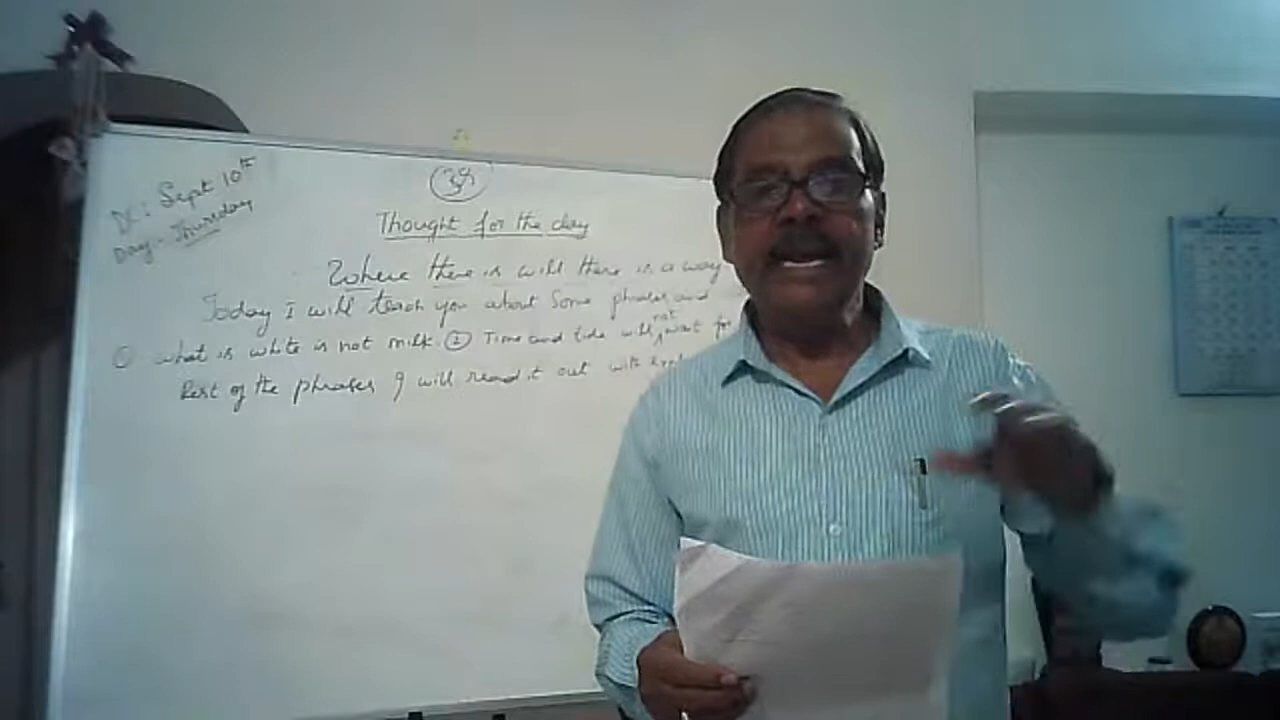 Dt: Sept 10th
Day - Thursday
ॐ
Thought for the day
Where there is will there is a way
Today I will teach you about some phrases and
① what is white is not milk. ② Time and tide will not wait for
Rest of the phrases I will read it out with